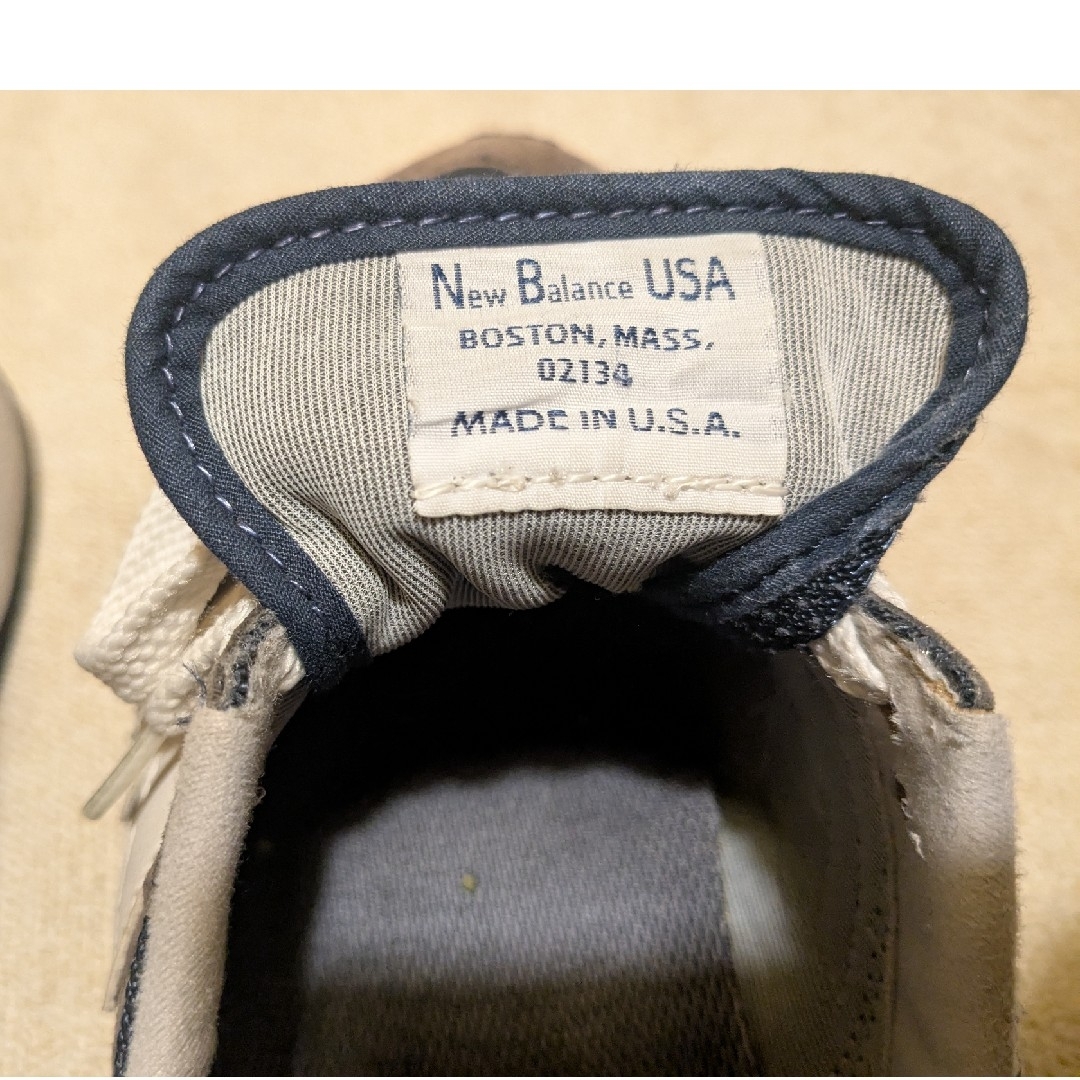 New Balance USA
BOSTON, MASS,
02134
MADE IN U.S.A.